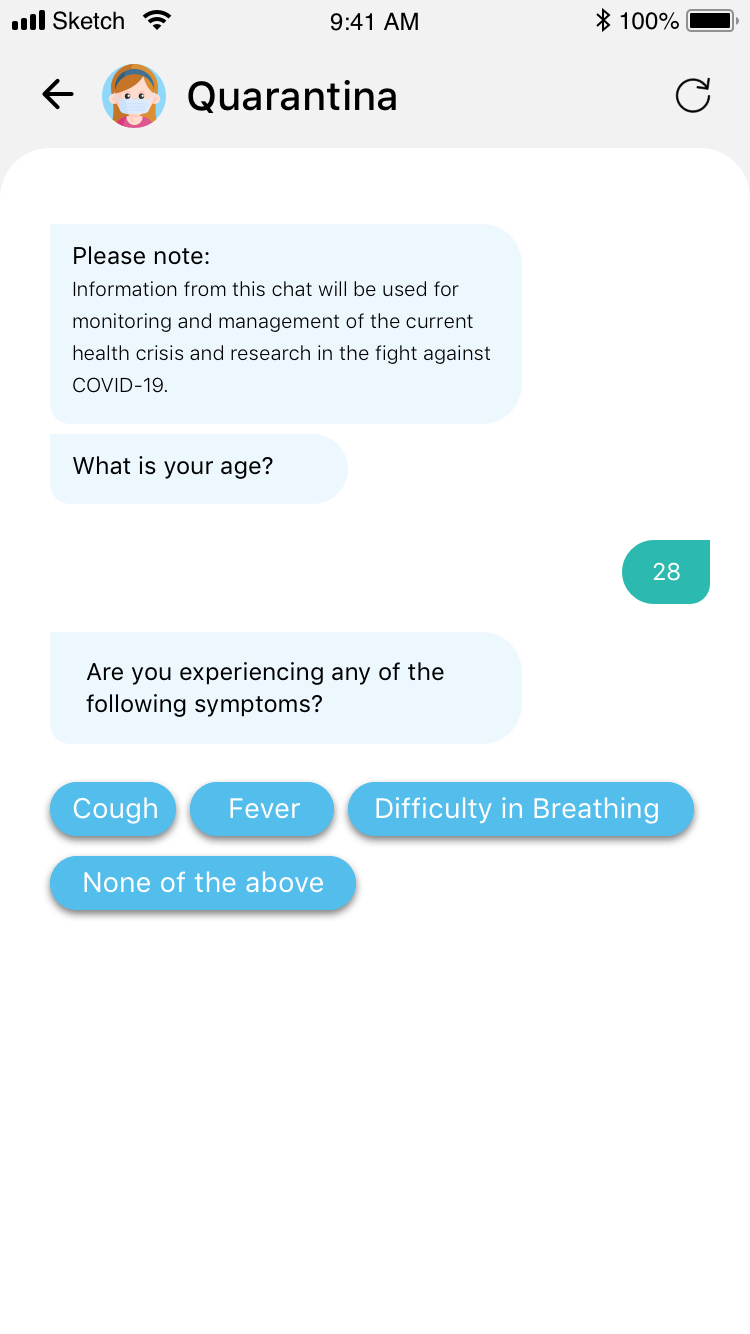 Sketch 9:41 AM 100%
Quarantina
Please note:
Information from this chat will be used for
monitoring and management of the current
health crisis and research in the fight against
COVID-19.
What is your age?
28
Are you experiencing any of the
following symptoms?
Cough Fever Difficulty in Breathing
None of the above